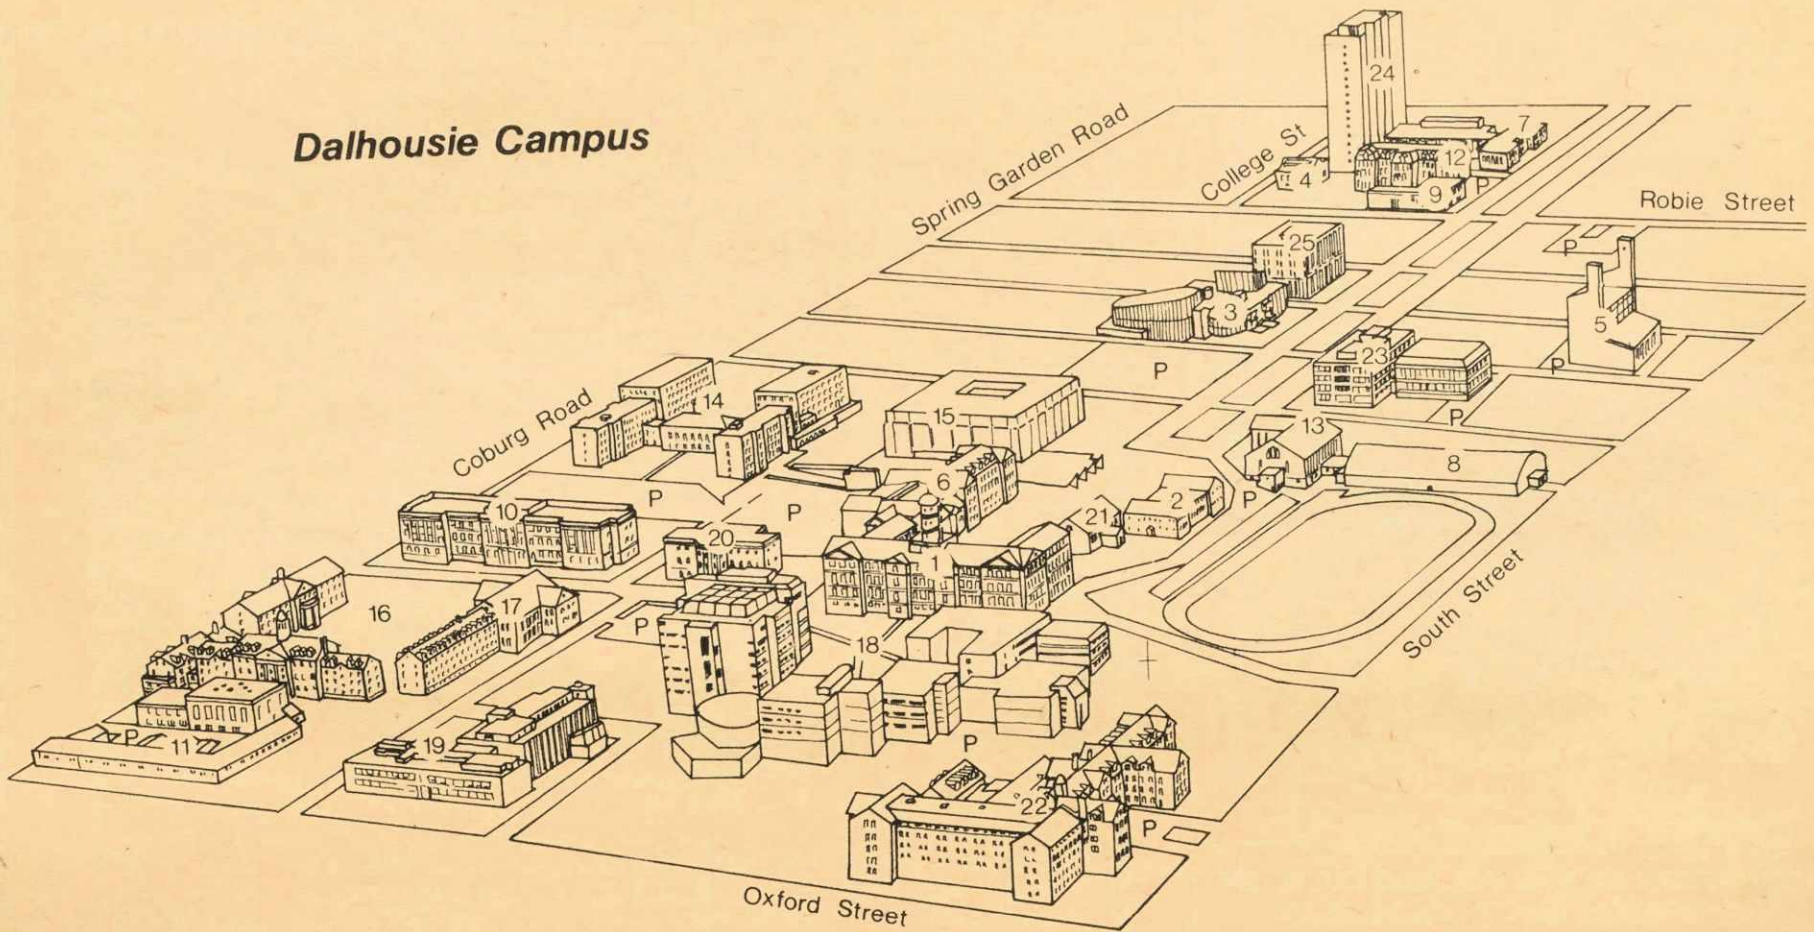 Dalhousie Campus
24
7
Spring Garden Road
College St
12
4
9
P
Robie Street
25
P
3
5
23
P
P
14
15
P
Coburg Road
13
8
6
P
10
P
P
2
21
20
1
South Street
16
17
P
18
P
11
19
P
22
P
Oxford Street